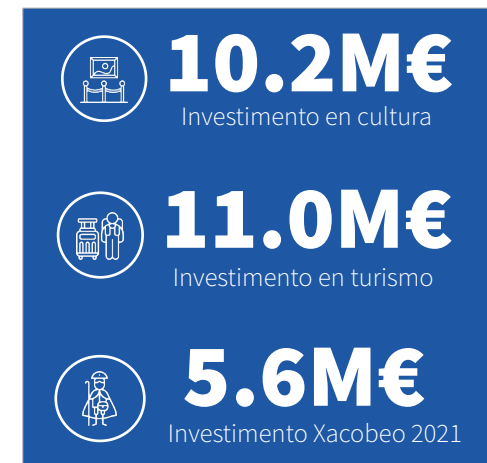 10.2M€
Investimento en cultura
11.0M€
Investimento en turismo
5.6M€
Investimento Xacobeo 2021